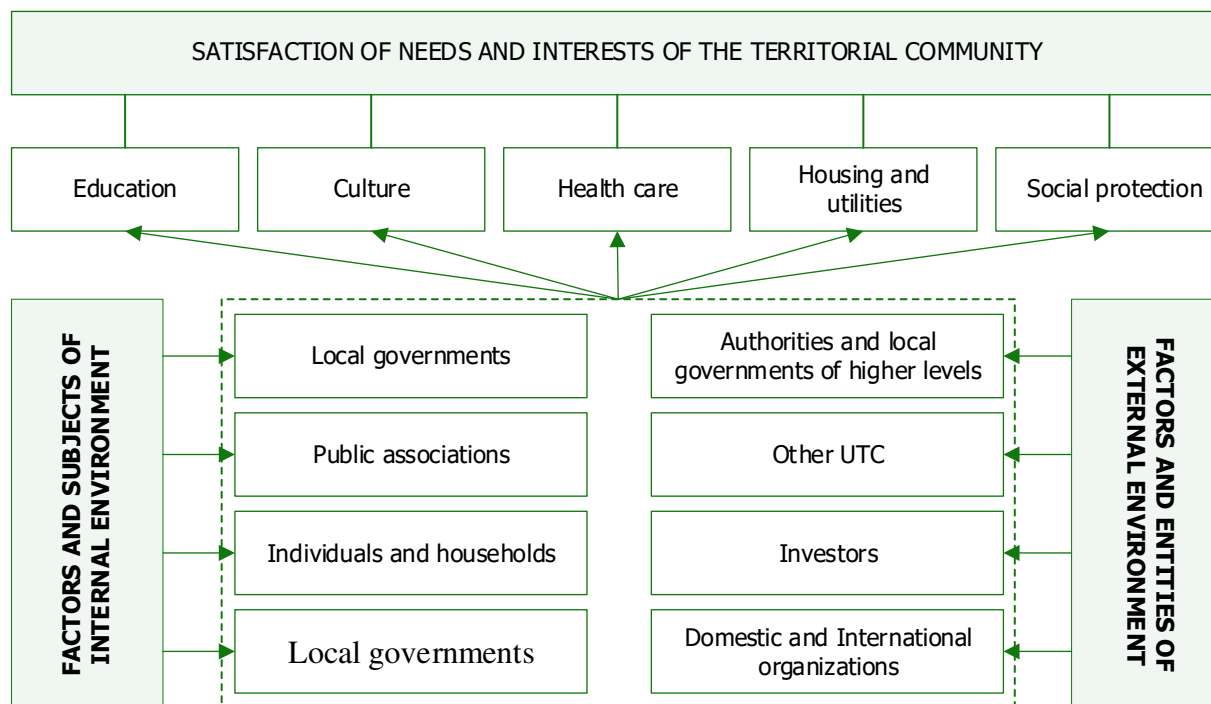 SATISFACTION OF NEEDS AND INTERESTS OF THE TERRITORIAL COMMUNITY
Education
Culture
Health care
Housing and
utilities
Social protection
FACTORS AND SUBJECTS OF
INTERNAL ENVIRONMENT
Local governments
Public associations
Individuals and households
Local governments
Authorities and local
governments of higher levels
Other UTC
Investors
Domestic and International
organizations
FACTORS AND ENTITIES OF
EXTERNAL ENVIRONMENT